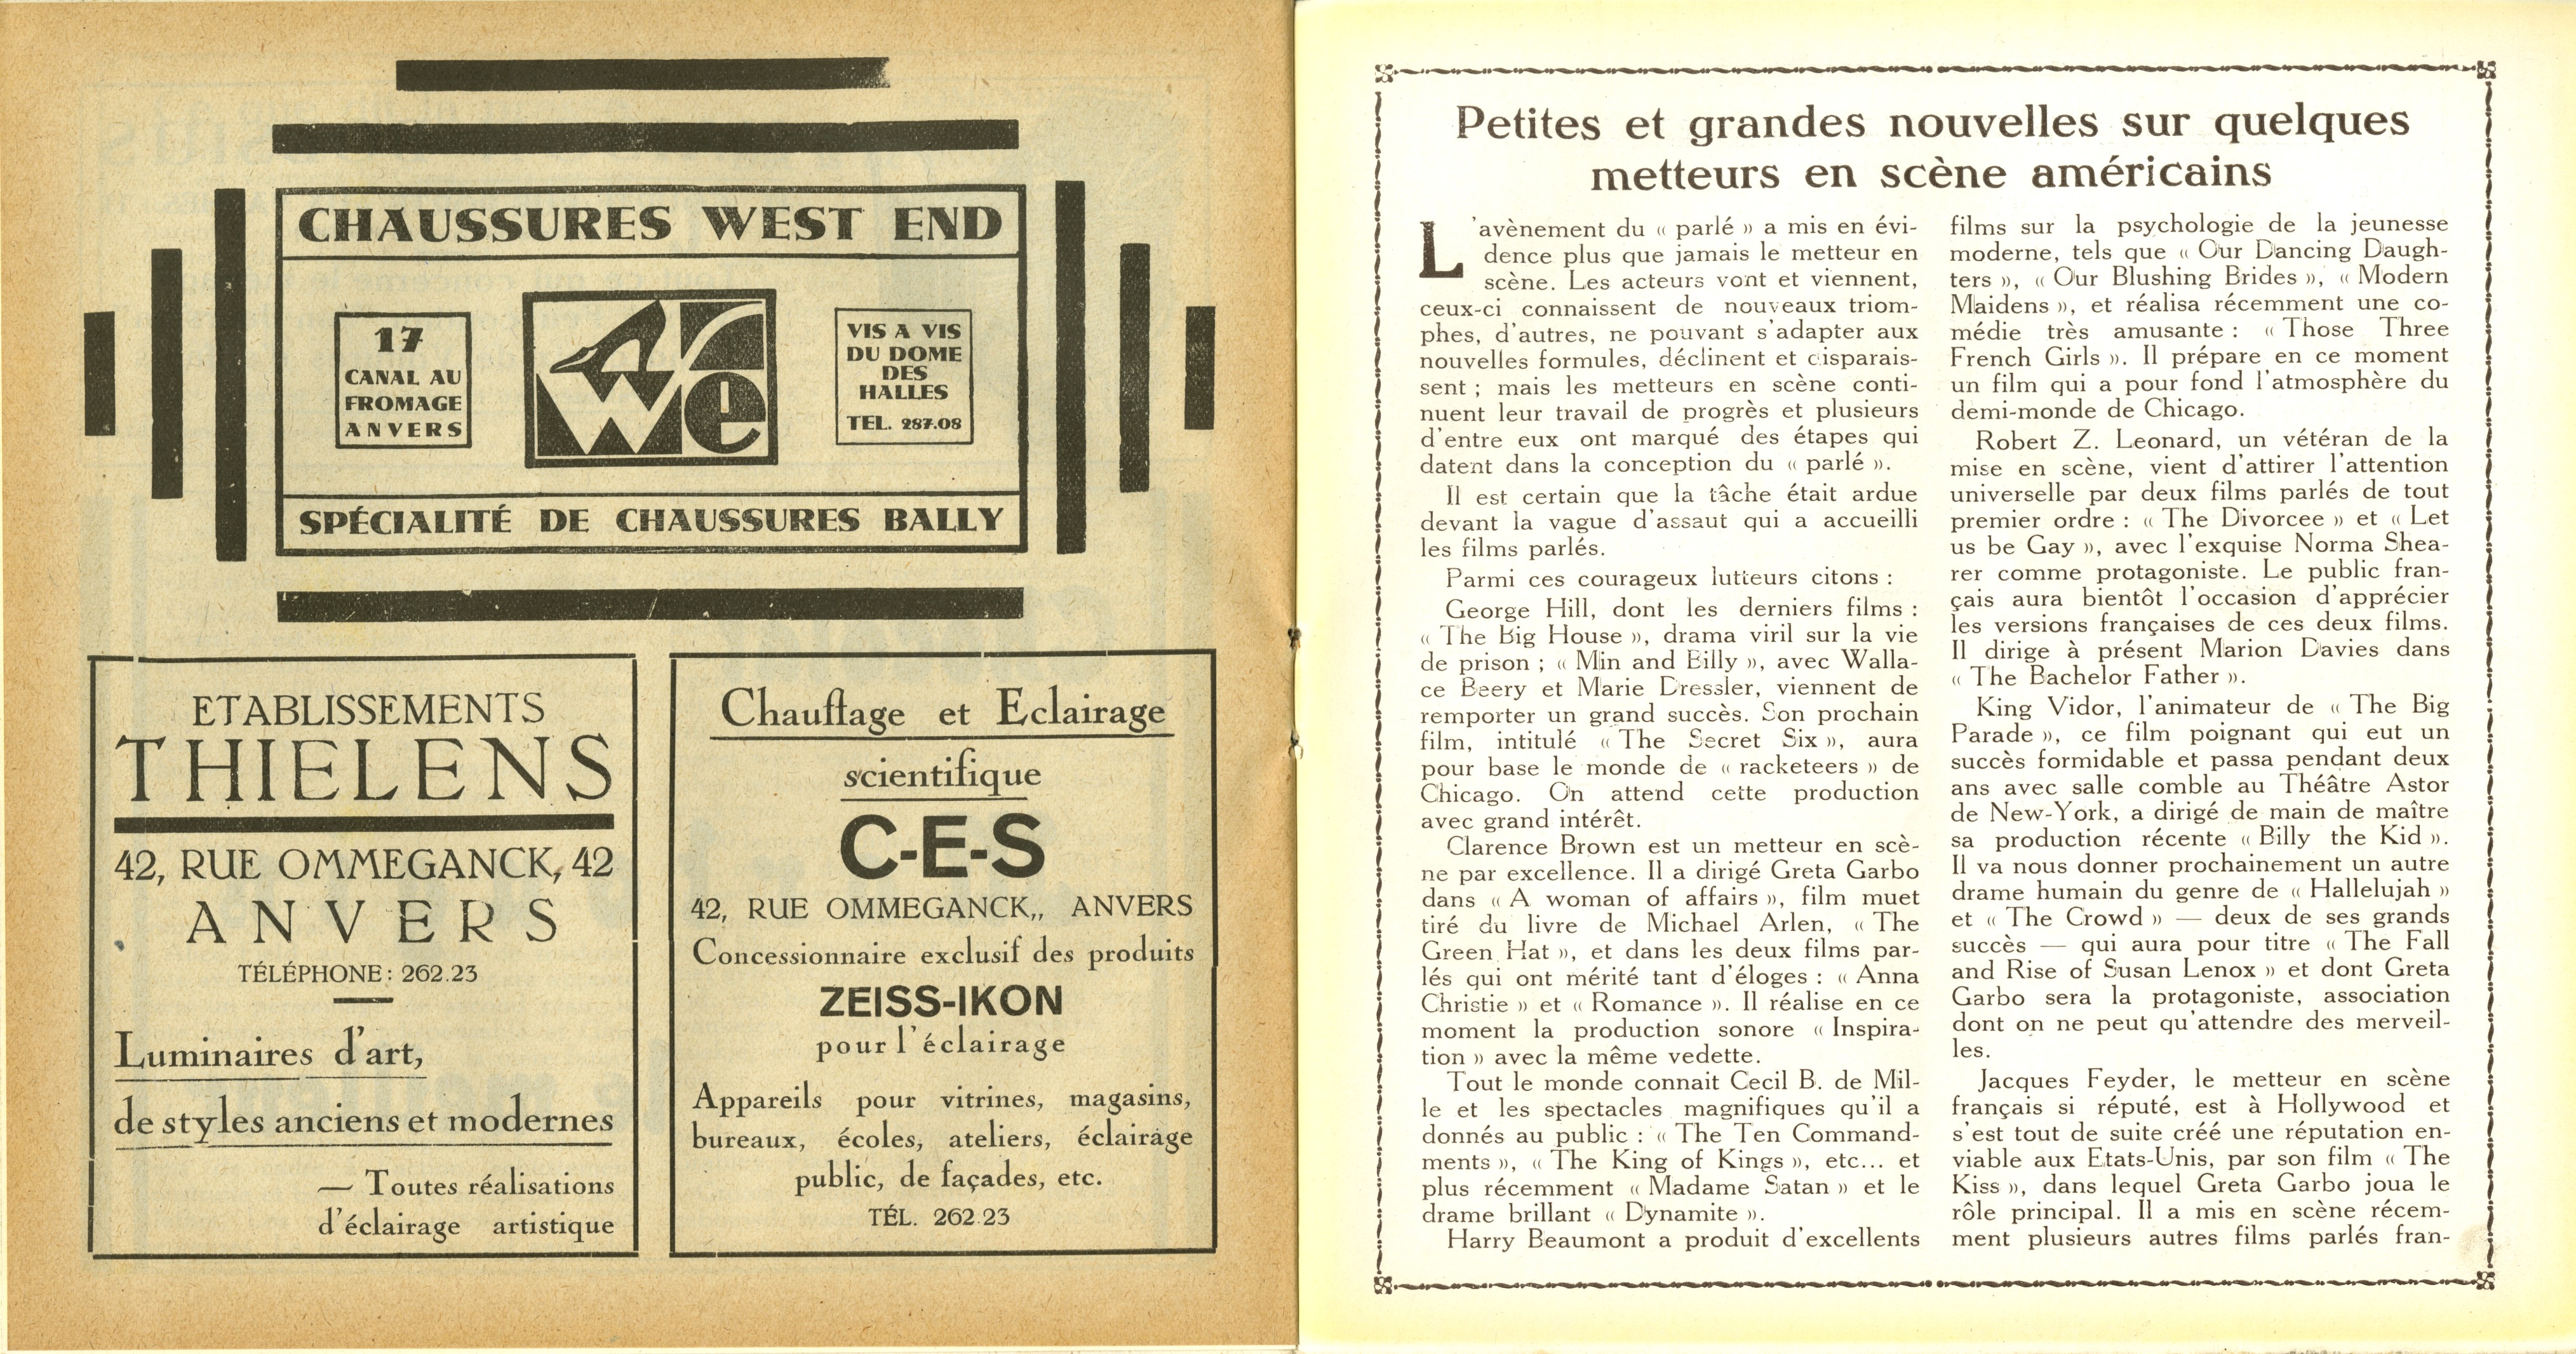 CHAUSSURES WEST END
17
CANAL AU
FROMAGE
ANVERS
We
VIS A VIS
DU DOME
DES
HALLES
TEL. 287.08
SPÉCIALITÉ DE CHAUSSURES BALLY
ETABLISSEMENTS
THIELENS
42, RUE OMMEGANCK, 42
ANVERS
TÉLÉPHONE: 262.23
Luminaires d'art,
de styles anciens et modernes
— Toutes réalisations
d'éclairage artistique
Chauffage et Eclairage
scientifique
C-E-S
42, RUE OMMEGANCK,, ANVERS
Concessionnaire exclusif des produits
ZEISS-IKON
pour l'éclairage
Appareils pour vitrines, magasins,
bureaux, écoles, ateliers, éclairage
public, de façades, etc.
TÉL. 262.23
Petites et grandes nouvelles sur quelques
metteurs en scène américains
L'avènement du « parlé » a mis en évi-
dence plus que jamais le metteur en
scène. Les acteurs vont et viennent,
ceux-ci connaissent de nouveaux triom-
phes, d'autres, ne pouvant s'adapter aux
nouvelles formules, déclinent et disparais-
sent ; mais les metteurs en scène conti-
nuent leur travail de progrès et plusieurs
d'entre eux ont marqué des étapes qui
datent dans la conception du « parlé ».
Il est certain que la tâche était ardue
devant la vague d'assaut qui a accueilli
les films parlés.
Parmi ces courageux lutteurs citons :
George Hill, dont les derniers films :
« The Big House », drama viril sur la vie
de prison ; « Min and Billy », avec Walla-
ce Beery et Marie Dressler, viennent de
remporter un grand succès. Son prochain
film, intitulé « The Secret Six », aura
pour base le monde de « racketeers » de
Chicago. On attend cette production
avec grand intérêt.
Clarence Brown est un metteur en scè-
ne par excellence. Il a dirigé Greta Garbo
dans « A woman of affairs », film muet
tiré du livre de Michael Arlen, « The
Green Hat », et dans les deux films par-
lés qui ont mérité tant d'éloges : « Anna
Christie » et « Romance ». Il réalise en ce
moment la production sonore « Inspira-
tion » avec la même vedette.
Tout le monde connait Cecil B. de Mil-
le et les spectacles magnifiques qu'il a
donnés au public : « The Ten Command-
ments », « The King of Kings », etc... et
plus récemment « Madame Satan » et le
drame brillant « Dynamite ».
Harry Beaumont a produit d'excellents
films sur la psychologie de la jeunesse
moderne, tels que « Our Dancing Daugh-
ters », « Our Blushing Brides », « Modern
Maidens », et réalisa récemment une co-
médie très amusante : « Those Three
French Girls ». Il prépare en ce moment
un film qui a pour fond l'atmosphère du
demi-monde de Chicago.
Robert Z. Leonard, un vétéran de la
mise en scène, vient d'attirer l'attention
universelle par deux films parlés de tout
premier ordre : « The Divorcee » et « Let
us be Gay », avec l'exquise Norma Shea-
rer comme protagoniste. Le public fran-
çais aura bientôt l'occasion d'apprécier
les versions françaises de ces deux films.
Il dirige à présent Marion Davies dans
« The Bachelor Father ».
King Vidor, l'animateur de « The Big
Parade », ce film poignant qui eut un
succès formidable et passa pendant deux
ans avec salle comble au Théâtre Astor
de New-York, a dirigé de main de maître
sa production récente « Billy the Kid ».
Il va nous donner prochainement un autre
drame humain du genre de « Hallelujah »
et « The Crowd » — deux de ses grands
succès — qui aura pour titre « The Fall
and Rise of Susan Lenox » et dont Greta
Garbo sera la protagoniste, association
dont on ne peut qu'attendre des merveil-
les.
Jacques Feyder, le metteur en scène
français si réputé, est à Hollywood et
s'est tout de suite créé une réputation en-
viable aux Etats-Unis, par son film « The
Kiss », dans lequel Greta Garbo joua le
rôle principal. Il a mis en scène récem-
ment plusieurs autres films parlés fran-